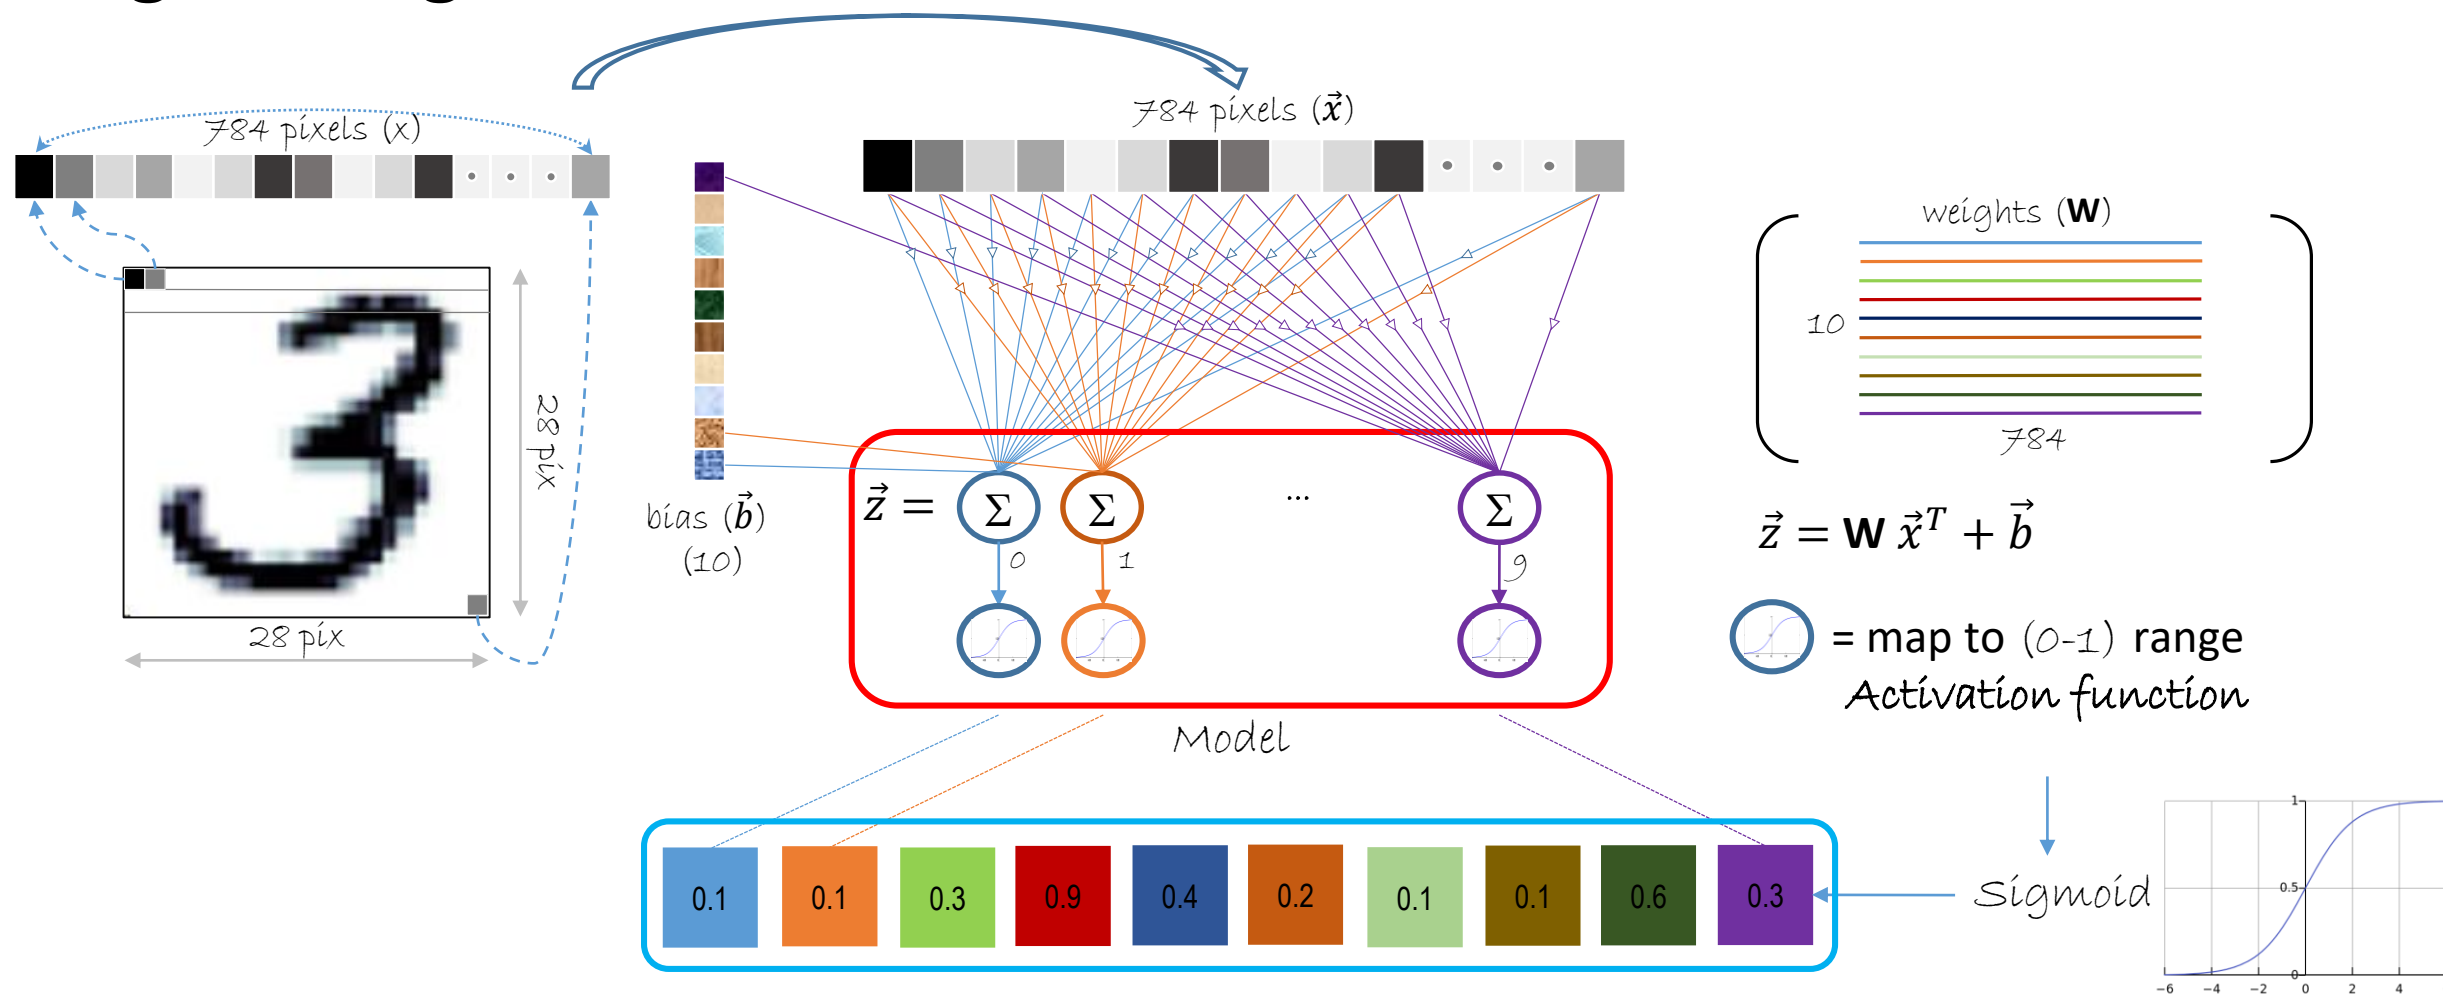 784 pixels (x)
28 pix
28 pix
784 pixels (x⃗)
bias (b⃗)
(10)
z⃗ =
Σ
Σ
...
Σ
0
1
9
Model
weights (W)
10
784
z⃗ = W x⃗ᵀ + b⃗
= map to (0-1) range
Activation function
Sigmoid
1
0.5
0
-6 -4 -2 0 2 4
0.1 0.1 0.3 0.9 0.4 0.2 0.1 0.1 0.6 0.3